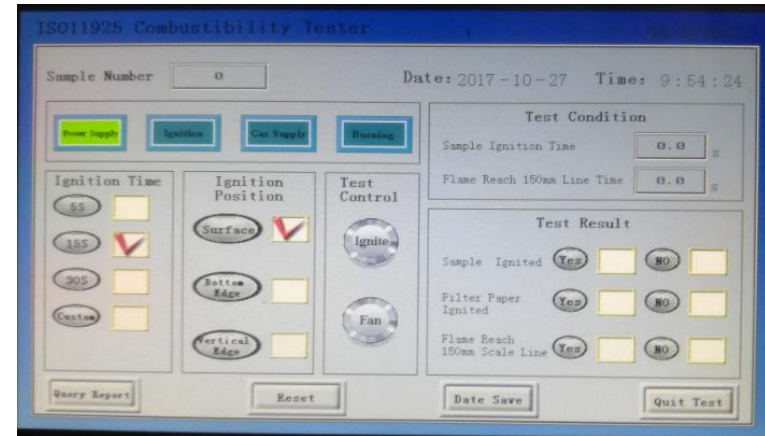 ISO11925 Combustibility Tester
Sample Number 0 Date: 2017-10-27 Time: 9:54:24
Power Supply Ignition Gas Supply Burning
Test Condition
Sample Ignition Time 0.0 s
Flame Reach 150mm Line Time 0.0 s
Ignition Time
5S
15S
30S
Custom
Ignition
Position
Surface
Bottom
Edge
Vertical
Edge
Test
Control
Ignite
Fan
Test Result
Sample Ignited Yes NO
Filter Paper
Ignited Yes NO
Flame Reach
150mm Scale Line Yes NO
Query Report Reset Date Save Quit Test